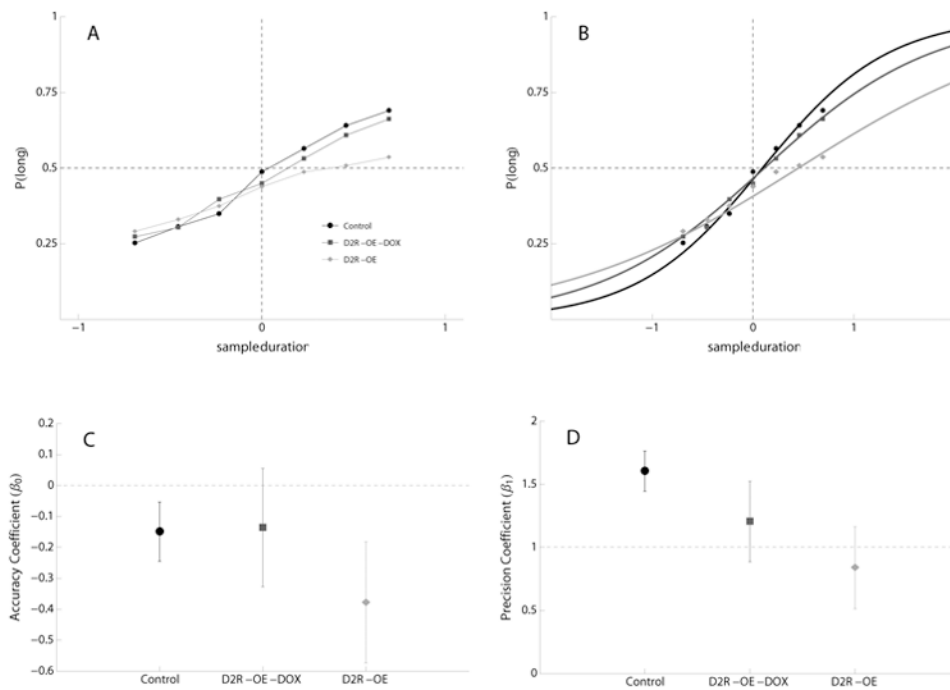 A
1
0.75
0.5
0.25
P(long)
Control
D2R-OE-DOX
D2R-OE
-1
0
1
sampleduration
B
1
0.75
0.5
0.25
P(long)
-1
0
1
sampleduration
C
0.2
0.1
0
-0.1
-0.2
-0.3
-0.4
-0.5
-0.6
Accuracy Coefficient (β0)
Control
D2R-OE-DOX
D2R-OE
D
2
1.5
1
0.5
0
Precision Coefficient (β1)
Control
D2R-OE-DOX
D2R-OE